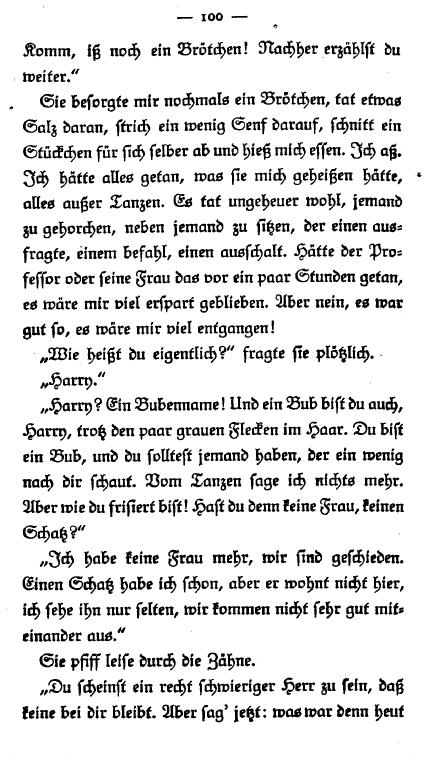 — 100 —
Komm, iß noch ein Brötchen! Nachher erzählst du
weiter.“
Sie besorgte mir nochmals ein Brötchen, tat etwas
Salz daran, strich ein wenig Senf darauf, schnitt ein
Stückchen für sich selber ab und hieß mich essen. Ich aß.
Ich hätte alles getan, was sie mich geheißen hätte,
alles außer Tanzen. Es tat ungeheuer wohl, jemand
zu gehorchen, neben jemand zu sitzen, der einen aus-
fragte, einem befahl, einen ausschalt. Hätte der Pro-
fessor oder seine Frau das vor ein paar Stunden getan,
es wäre mir viel erspart geblieben. Aber nein, es war
gut so, es wäre mir viel entgangen!
„Wie heißt du eigentlich?“ fragte sie plötzlich.
„Harry.“
„Harry? Ein Bubenname! Und ein Bub bist du auch,
Harry, trotz den paar grauen Flecken im Haar. Du bist
ein Bub, und du solltest jemand haben, der ein wenig
nach dir schaut. Vom Tanzen sage ich nichts mehr.
Aber wie du frisiert bist! Hast du denn keine Frau, keinen
Schatz?“
„Ich habe keine Frau mehr, wir sind geschieden.
Einen Schatz habe ich schon, aber er wohnt nicht hier,
ich sehe ihn nur selten, wir kommen nicht sehr gut mit-
einander aus.“
Sie pfiff leise durch die Zähne.
„Du scheinst ein recht schwieriger Herr zu sein, daß
keine bei dir bleibt. Aber sag’ jetzt: was war denn heut